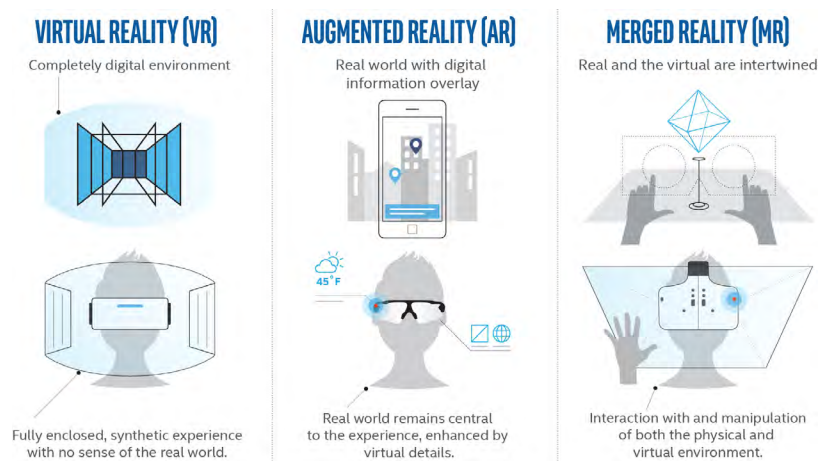 VIRTUAL REALITY (VR)
Completely digital environment
Fully enclosed, synthetic experience
with no sense of the real world.
AUGMENTED REALITY (AR)
Real world with digital
information overlay
45°F
Real world remains central
to the experience, enhanced by
virtual details.
MERGED REALITY (MR)
Real and the virtual are intertwined
Interaction with and manipulation
of both the physical and
virtual environment.